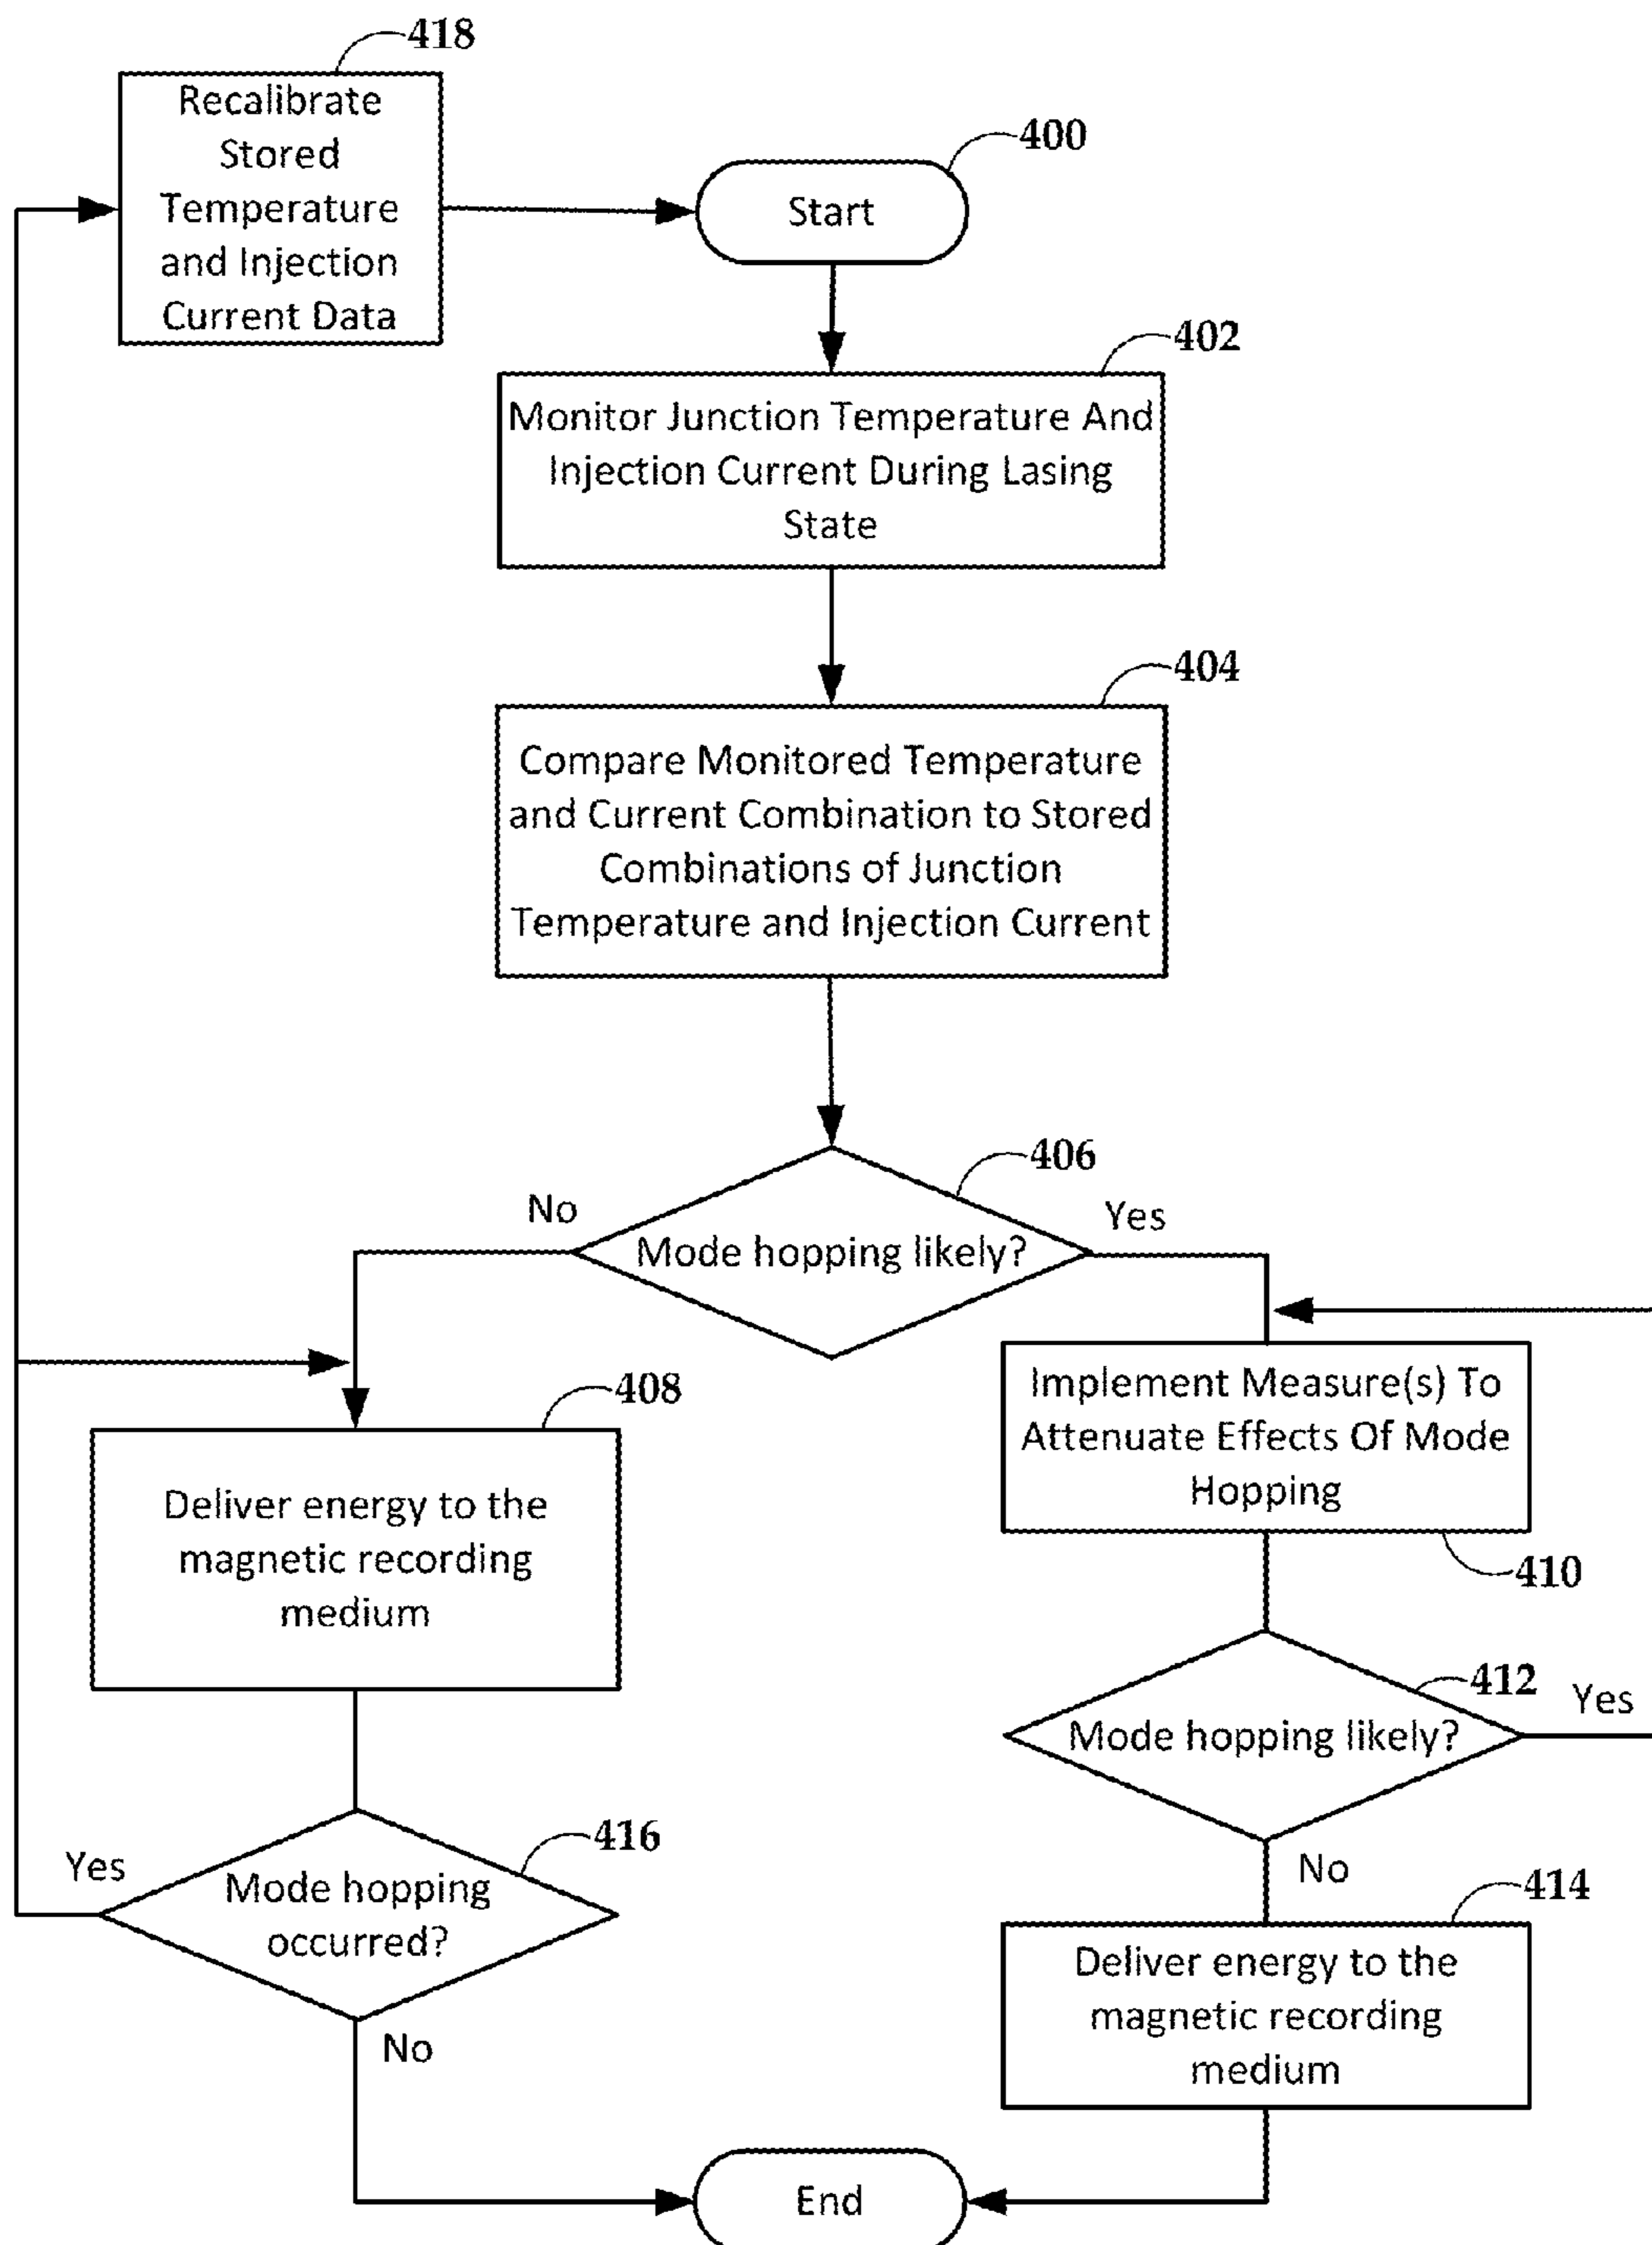 418
Recalibrate
Stored
Temperature
and Injection
Current Data
400
Start
402
Monitor Junction Temperature And
Injection Current During Lasing
State
404
Compare Monitored Temperature
and Current Combination to Stored
Combinations of Junction
Temperature and Injection Current
406
No
Yes
Mode hopping likely?
408
Deliver energy to the
magnetic recording
medium
Implement Measure(s) To
Attenuate Effects Of Mode
Hopping
410
412
Yes
Mode hopping likely?
416
Yes
Mode hopping
occurred?
No
No
414
Deliver energy to the
magnetic recording
medium
End